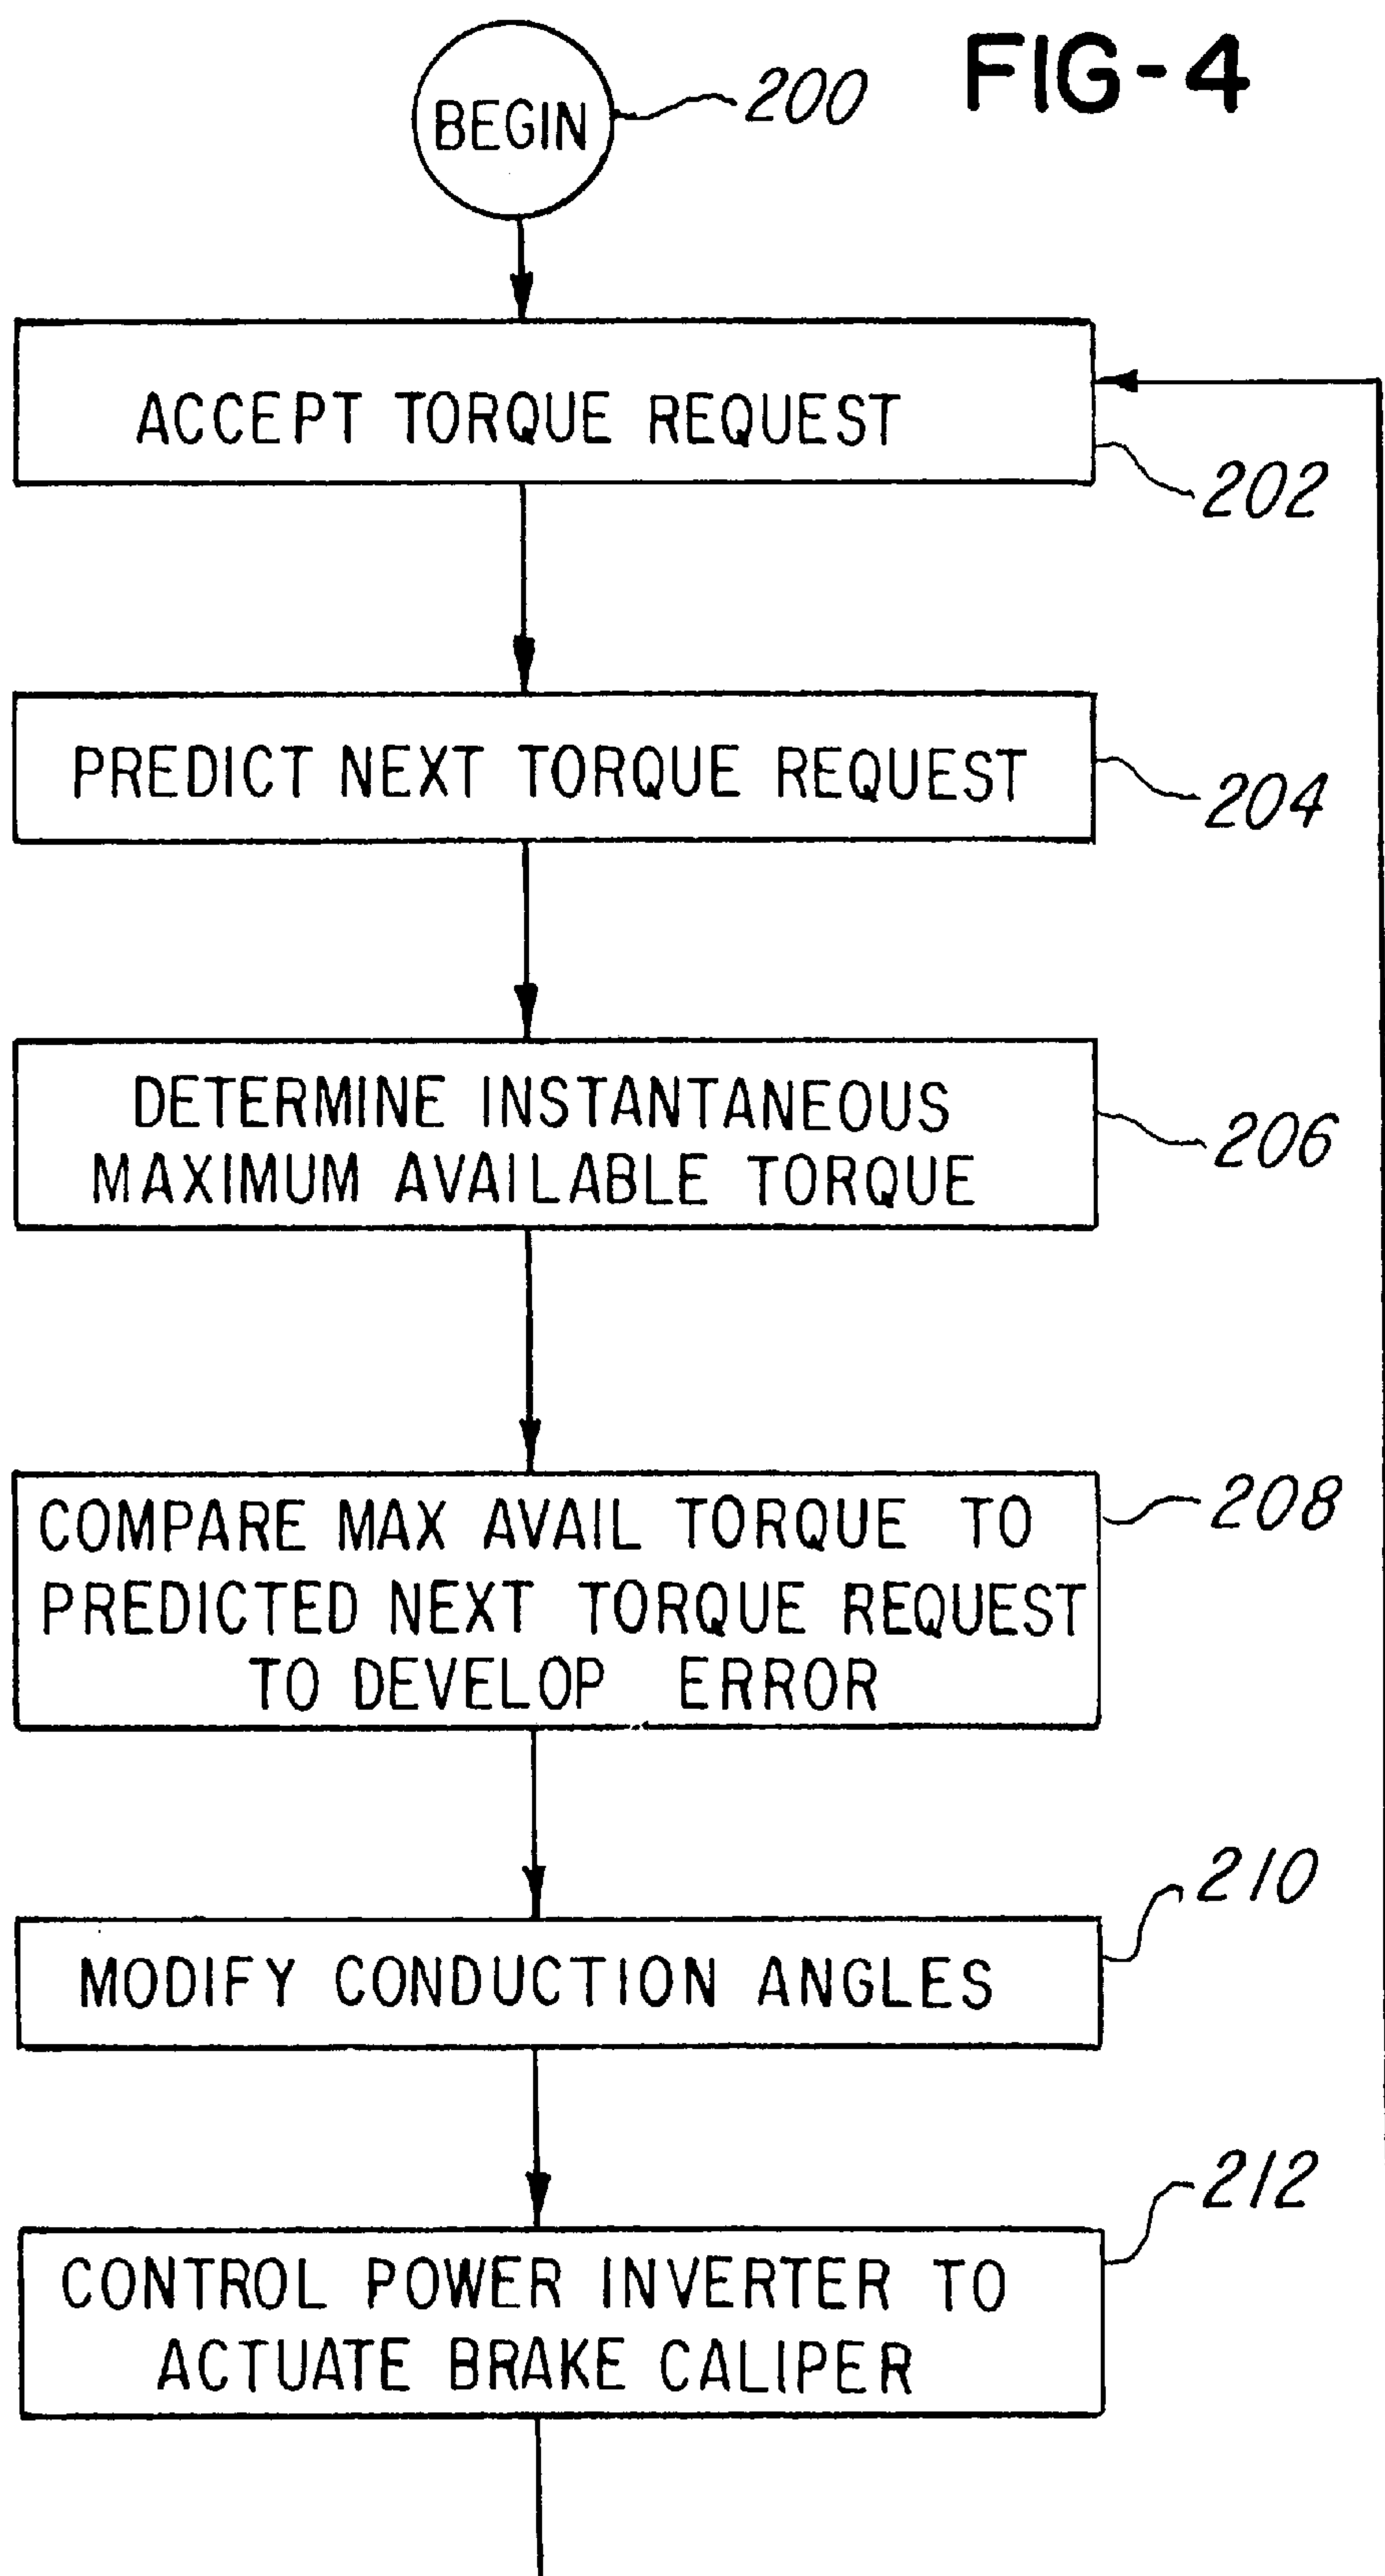 FIG-4
BEGIN
200
ACCEPT TORQUE REQUEST
202
PREDICT NEXT TORQUE REQUEST
204
DETERMINE INSTANTANEOUS
MAXIMUM AVAILABLE TORQUE
206
COMPARE MAX AVAIL TORQUE TO
PREDICTED NEXT TORQUE REQUEST
TO DEVELOP ERROR
208
MODIFY CONDUCTION ANGLES
210
CONTROL POWER INVERTER TO
ACTUATE BRAKE CALIPER
212